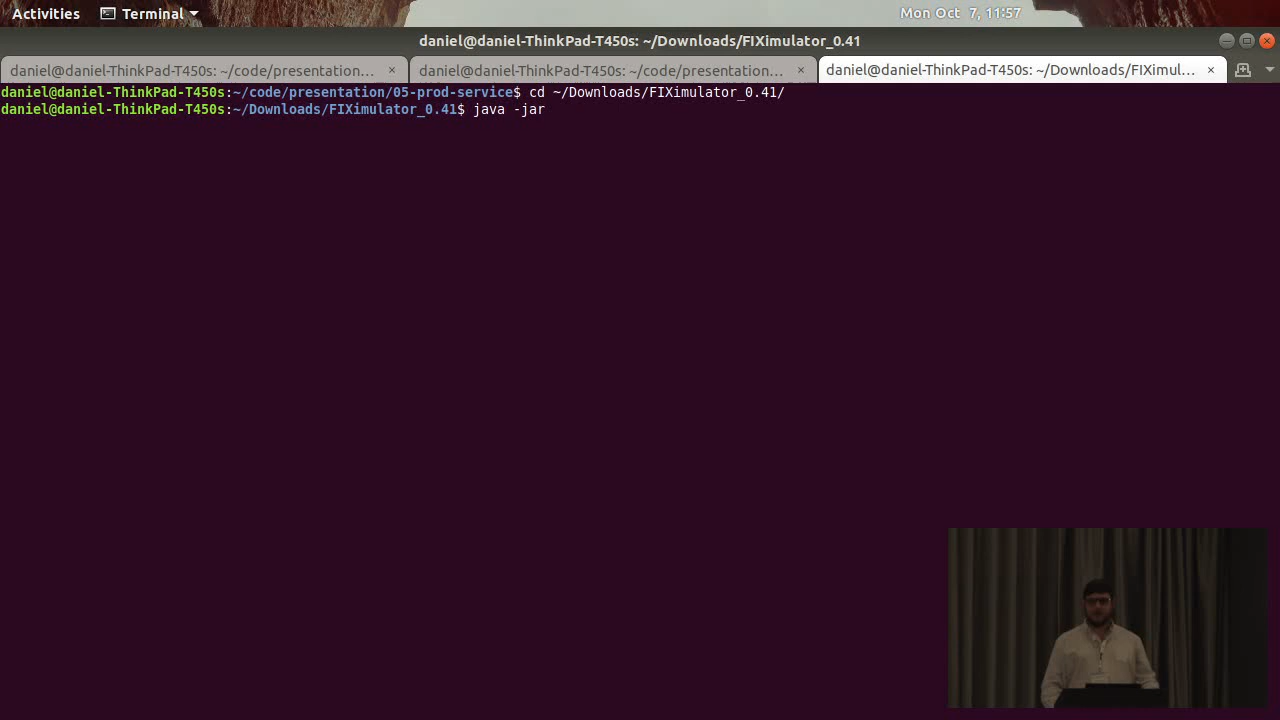 Activities Terminal Mon Oct 7, 11:57
daniel@daniel-ThinkPad-T450s: ~/Downloads/FIXimulator_0.41
daniel@daniel-ThinkPad-T450s: ~/code/presentation... × daniel@daniel-ThinkPad-T450s: ~/code/presentation... × daniel@daniel-ThinkPad-T450s: ~/Downloads/FIXimul... ×
daniel@daniel-ThinkPad-T450s:~/code/presentation/05-prod-service$ cd ~/Downloads/FIXimulator_0.41/
daniel@daniel-ThinkPad-T450s:~/Downloads/FIXimulator_0.41$ java -jar